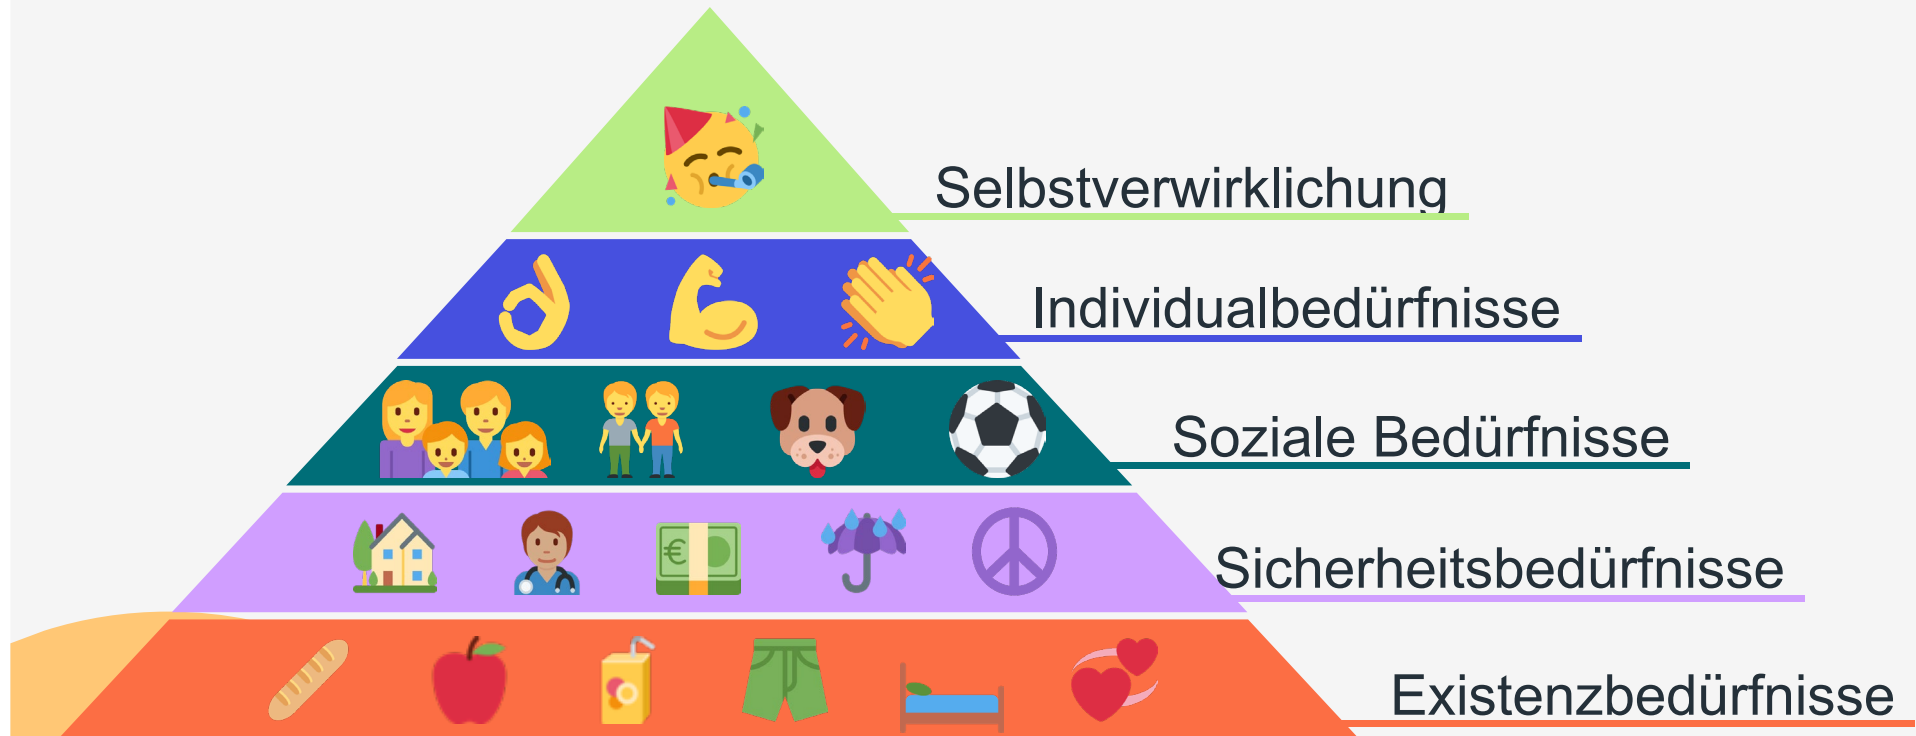 Selbstverwirklichung
Individualbedürfnisse
Soziale Bedürfnisse
Sicherheitsbedürfnisse
Existenzbedürfnisse
€